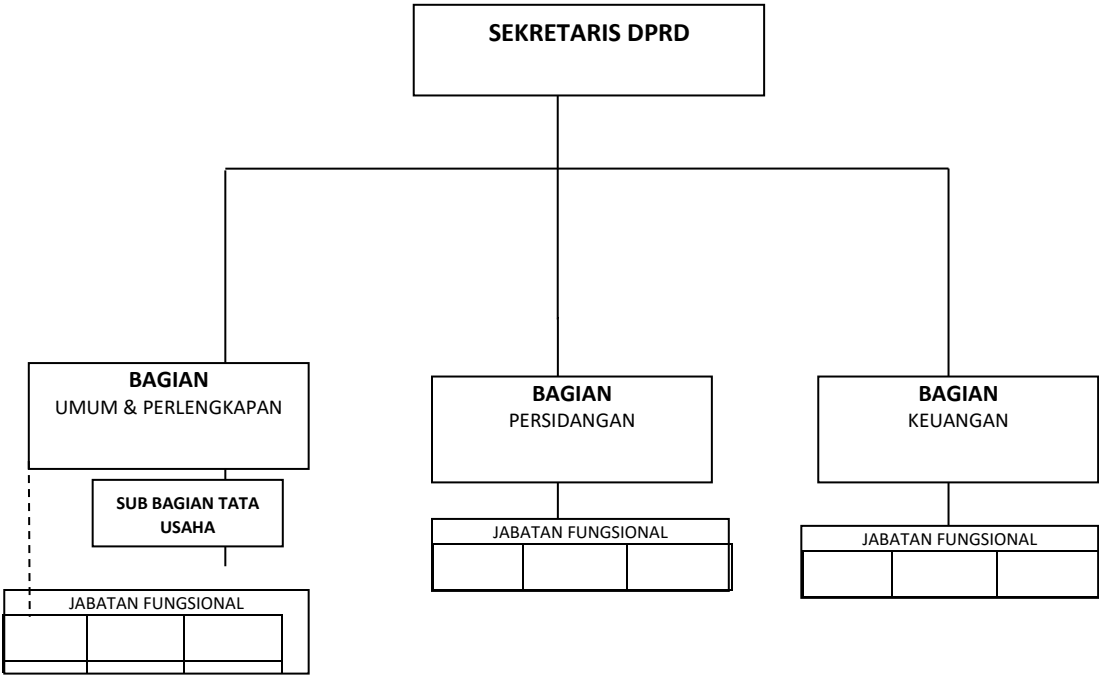 SEKRETARIS DPRD
BAGIAN
UMUM & PERLENGKAPAN
BAGIAN
PERSIDANGAN
BAGIAN
KEUANGAN
SUB BAGIAN TATA
USAHA
JABATAN FUNGSIONAL
JABATAN FUNGSIONAL
JABATAN FUNGSIONAL